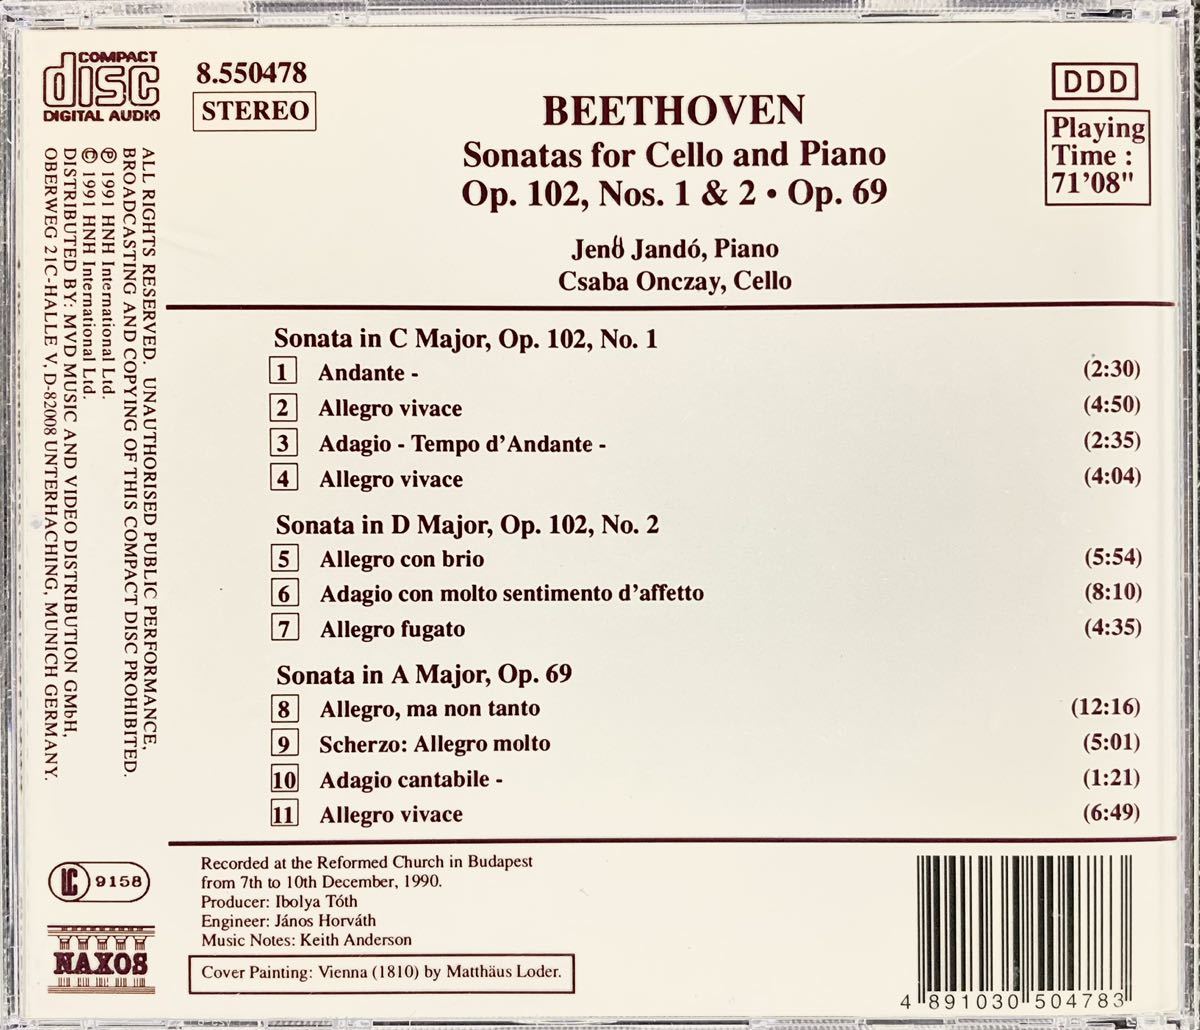 COMPACT
disc
DIGITAL AUDIO
8.550478
STEREO
BEETHOVEN
Sonatas for Cello and Piano
Op. 102, Nos. 1 & 2 • Op. 69
Jenő Jandó, Piano
Csaba Onczay, Cello
DDD
Playing
Time :
71'08"
Sonata in C Major, Op. 102, No. 1
1 Andante - (2:30)
2 Allegro vivace (4:50)
3 Adagio - Tempo d'Andante - (2:35)
4 Allegro vivace (4:04)
Sonata in D Major, Op. 102, No. 2
5 Allegro con brio (5:54)
6 Adagio con molto sentimento d'affetto (8:10)
7 Allegro fugato (4:35)
Sonata in A Major, Op. 69
8 Allegro, ma non tanto (12:16)
9 Scherzo: Allegro molto (5:01)
10 Adagio cantabile - (1:21)
11 Allegro vivace (6:49)
ALL RIGHTS RESERVED. UNAUTHORISED PUBLIC PERFORMANCE,
BROADCASTING AND COPYING OF THIS COMPACT DISC PROHIBITED.
℗ 1991 HNH International Ltd.
© 1991 HNH International Ltd.
DISTRIBUTED BY: MVD MUSIC AND VIDEO DISTRIBUTION GMbH,
OBERWEG 21C-HALLE V, D-82008 UNTERHACHING, MUNICH GERMANY.
LC 9158
NAXOS
Recorded at the Reformed Church in Budapest
from 7th to 10th December, 1990.
Producer: Ibolya Tóth
Engineer: János Horváth
Music Notes: Keith Anderson
Cover Painting: Vienna (1810) by Matthäus Loder.
4 891030 504783